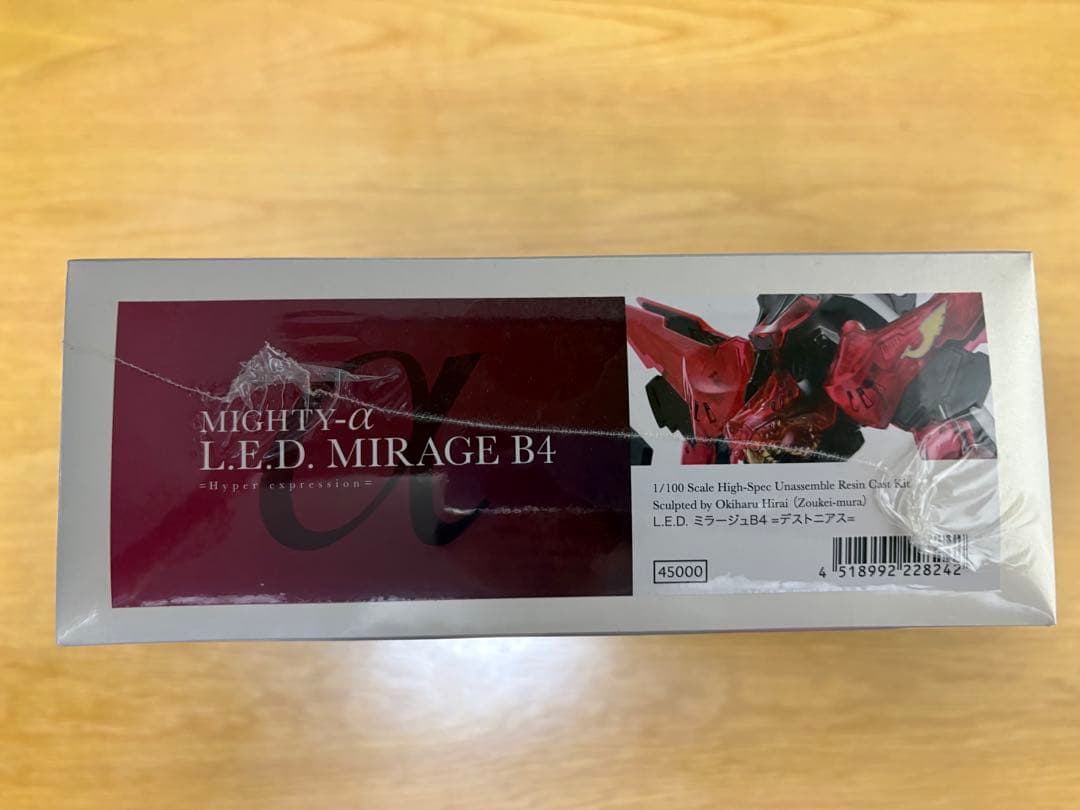 α
MIGHTY-α
L.E.D. MIRAGE B4
=Hyper expression=
1/100 Scale High-Spec Unassemble Resin Cast Kit
Sculpted by Okiharu Hirai (Zoukei-mura)
L.E.D. ミラージュB4 =デストニアス=
45000
4 518992 228242